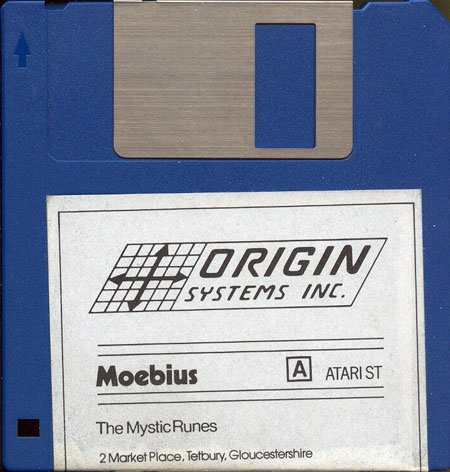 ORIGIN
SYSTEMS INC.
Moebius A ATARI ST
The Mystic Runes
2 Market Place, Tetbury, Gloucestershire